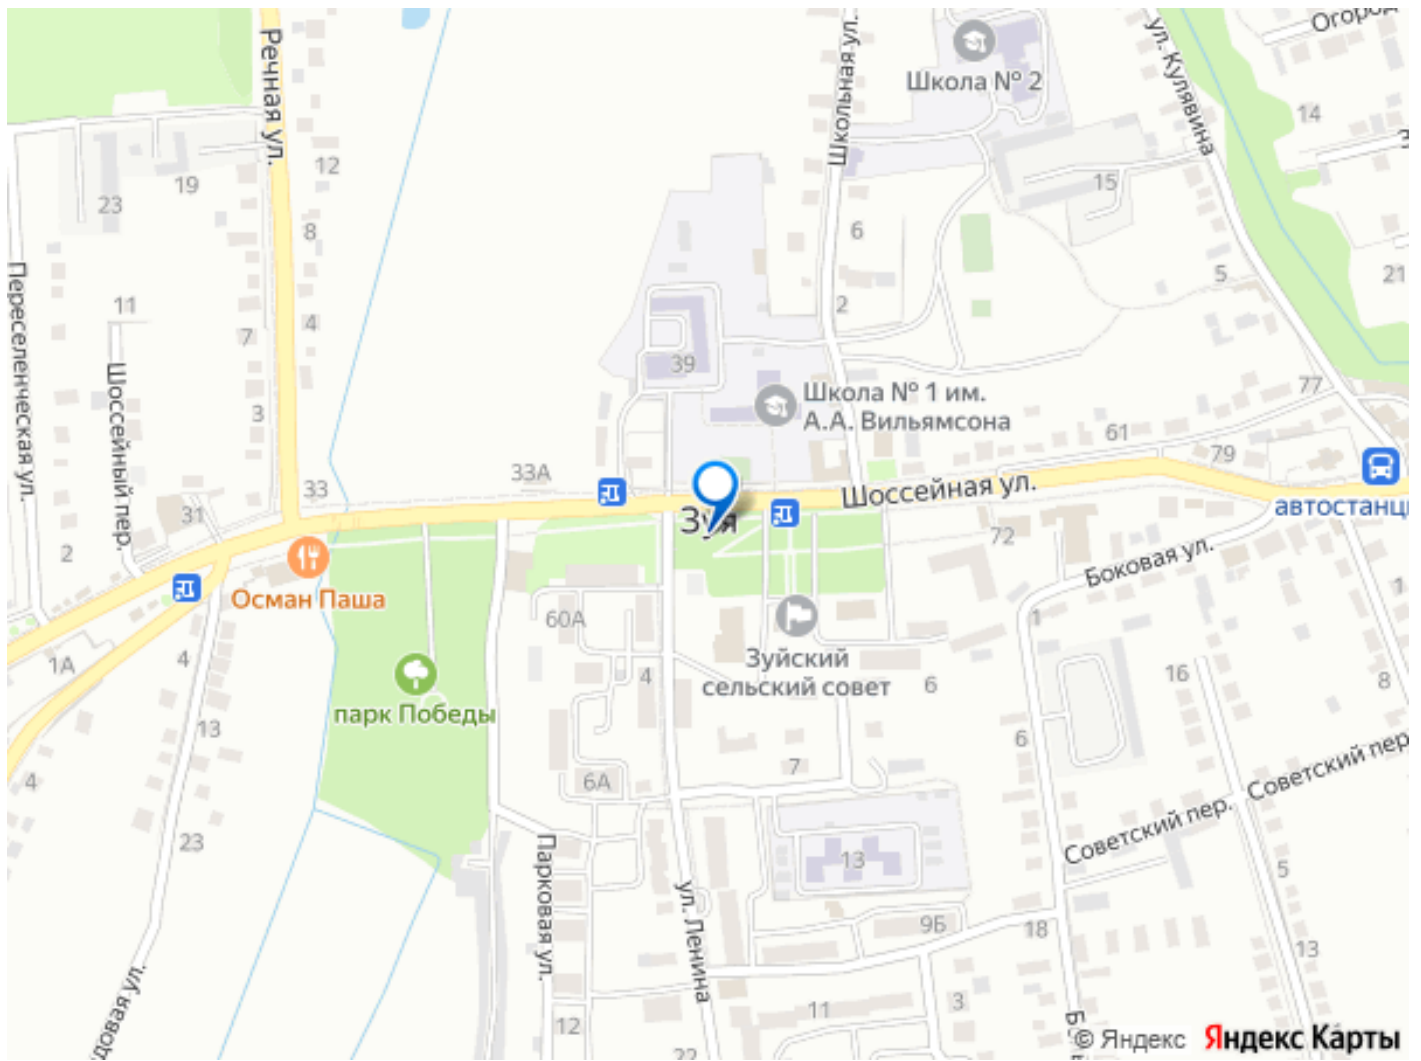 Огород
ул. Кулявина
Школьная ул.
Речная ул.
Школа № 2
14
12
15
19
23
8
6
21
5
Переселенческая ул.
11
2
4
7
39
Шоссейный пер.
77
Школа № 1 им.
А.А. Вильямсона
3
61
79
33А
33
Шоссейная ул.
31
автостанц
Зуя
72
2
Боковая ул.
Осман Паша
1
1
60А
Зуйский
сельский совет
1А
4
4
16
6
8
парк Победы
13
6
7
4
6А
Советский пер
Советский пер.
23
13
5
Парковая ул.
ул. Ленина
9Б
18
13
довая ул.
3
11
12
22
Б
© Яндекс
Яндекс Карты